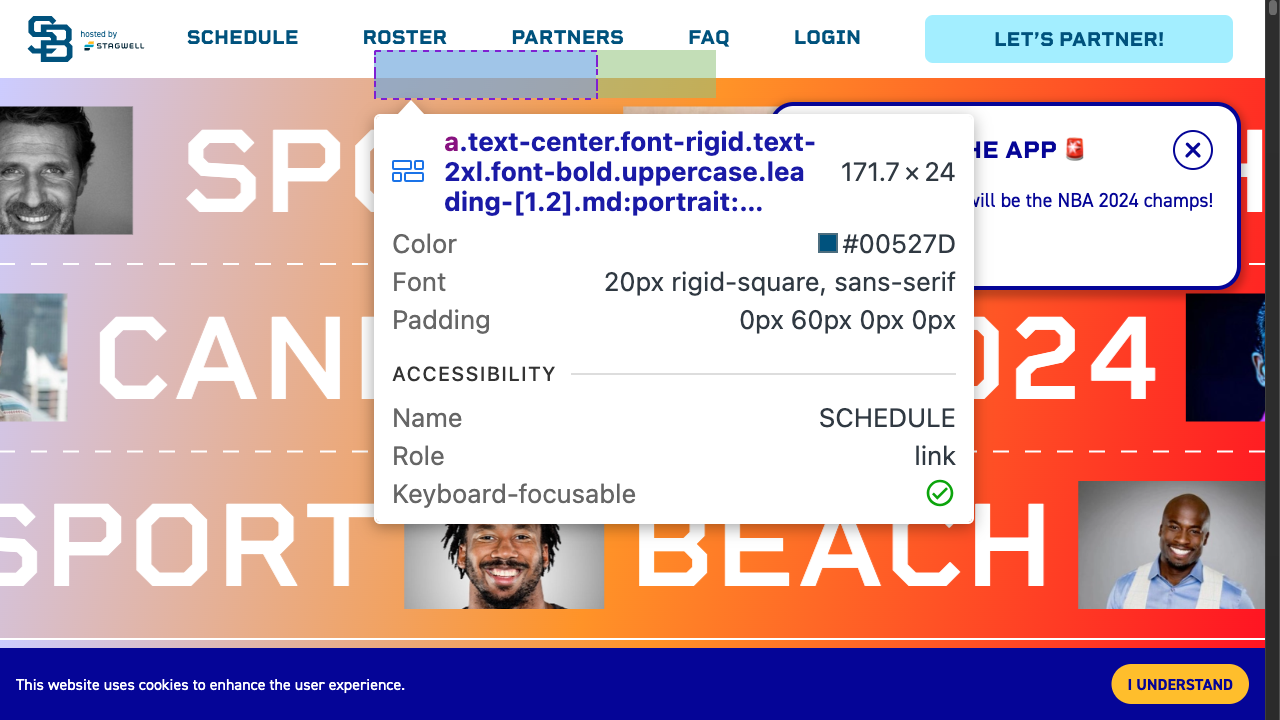 SB
hosted by
STAGWELL
SCHEDULE
ROSTER
PARTNERS
FAQ
LOGIN
LET’S PARTNER!
HE APP 🚨
will be the NBA 2024 champs!
a.text-center.font-rigid.text-
2xl.font-bold.uppercase.lea
ding-[1.2].md:portrait:...
171.7 × 24
Color
#00527D
Font
20px rigid-square, sans-serif
Padding
0px 60px 0px 0px
ACCESSIBILITY
Name
SCHEDULE
Role
link
Keyboard-focusable
SPO
H
CAN
024
SPORT
BEACH
This website uses cookies to enhance the user experience.
I UNDERSTAND